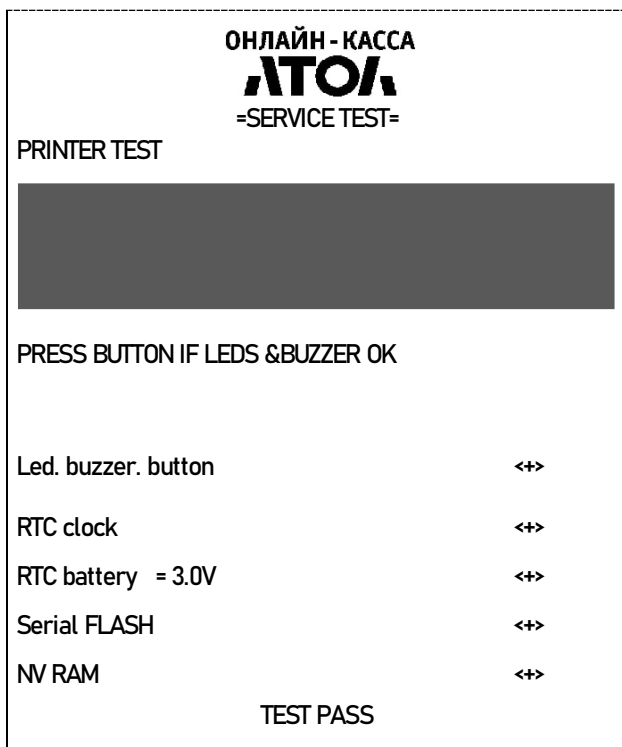 ОНЛАЙН - КАССА
АТОЛ
=SERVICE TEST=
PRINTER TEST
PRESS BUTTON IF LEDS &BUZZER OK
Led. buzzer. button <+>
RTC clock <+>
RTC battery = 3.0V <+>
Serial FLASH <+>
NV RAM <+>
TEST PASS